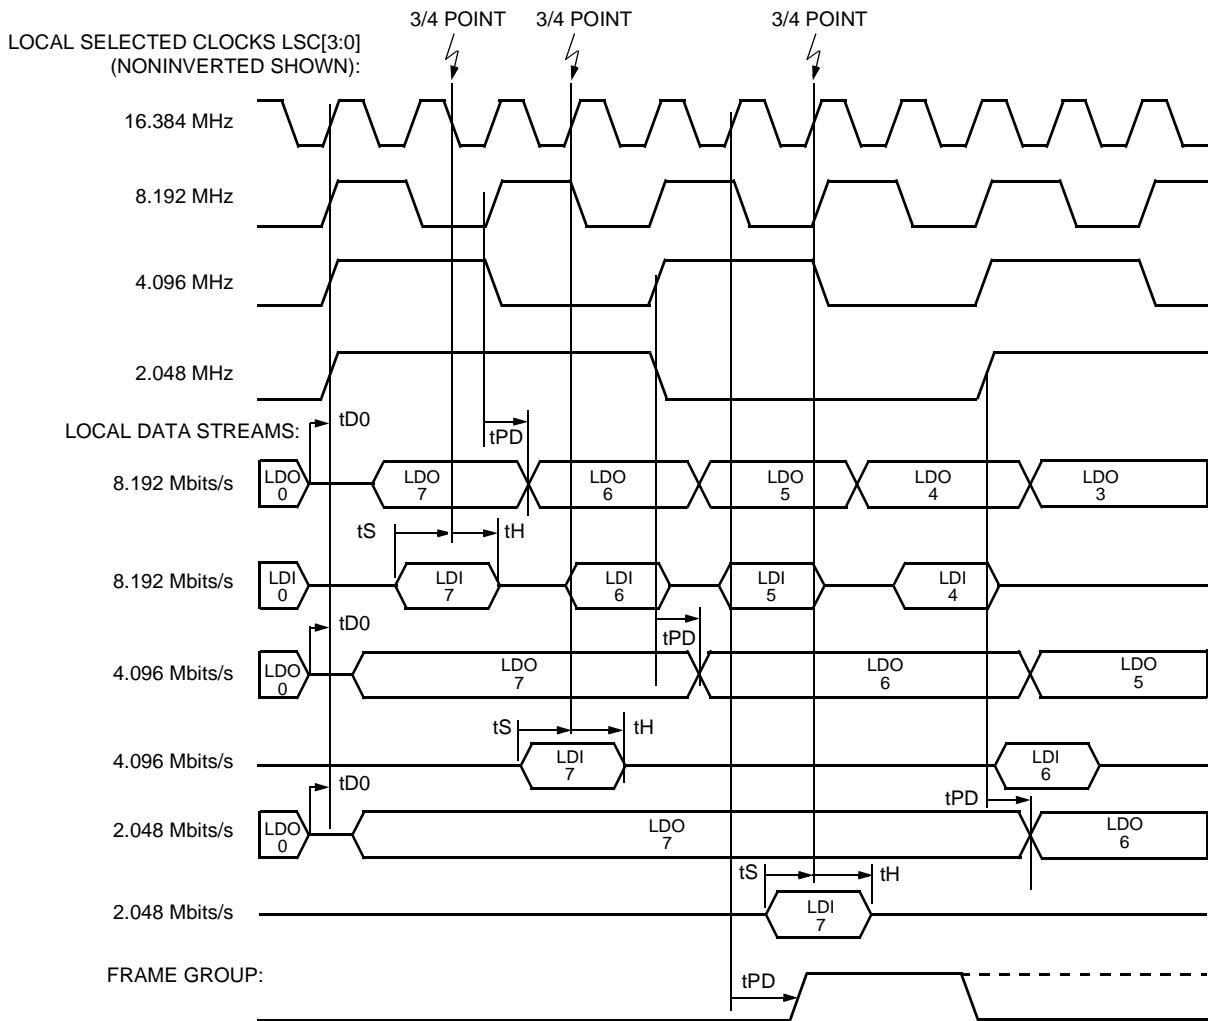 3/4 POINT 3/4 POINT 3/4 POINT
LOCAL SELECTED CLOCKS LSC[3:0]
(NONINVERTED SHOWN):
16.384 MHz
8.192 MHz
4.096 MHz
2.048 MHz
tD0
LOCAL DATA STREAMS:
tPD
8.192 Mbits/s
LDO
0
LDO
7
LDO
6
LDO
5
LDO
4
LDO
3
tS
tH
8.192 Mbits/s
LDI
0
LDI
7
LDI
6
LDI
5
LDI
4
tD0
tPD
4.096 Mbits/s
LDO
0
LDO
7
LDO
6
LDO
5
tS
tH
4.096 Mbits/s
LDI
7
LDI
6
tD0
tPD
2.048 Mbits/s
LDO
0
LDO
7
LDO
6
tS
tH
2.048 Mbits/s
LDI
7
FRAME GROUP:
tPD